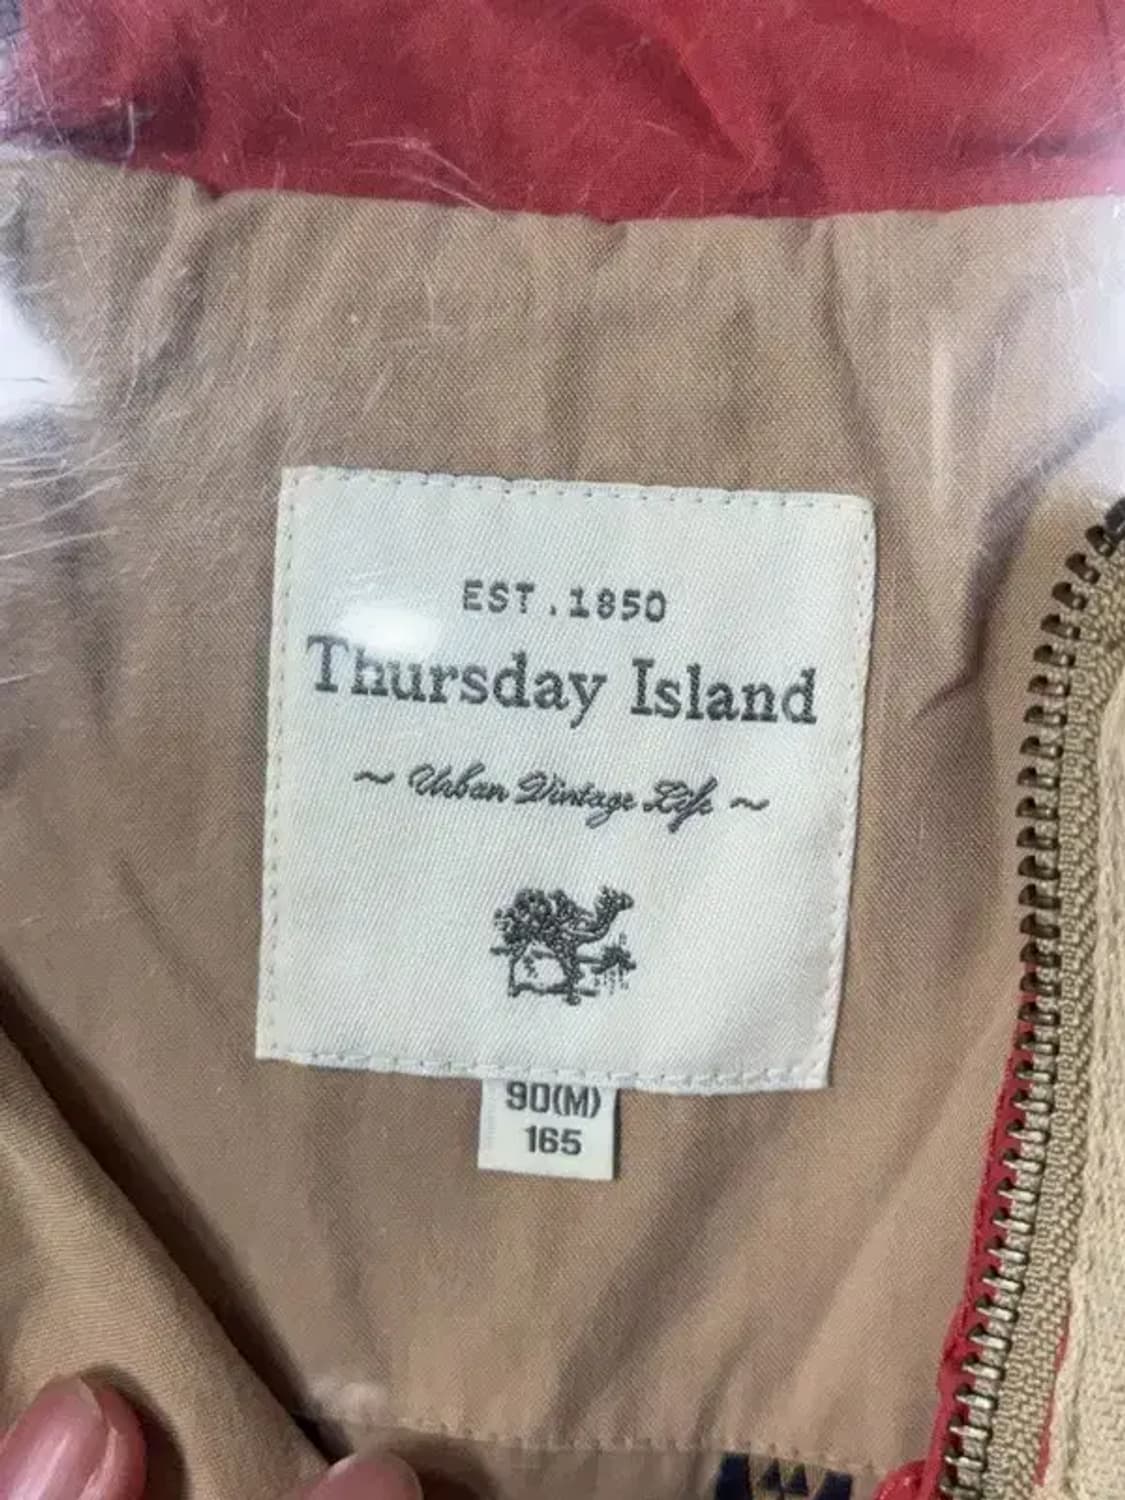 EST.1850
Thursday Island
~ Urban Vintage Life ~
90(M)
165